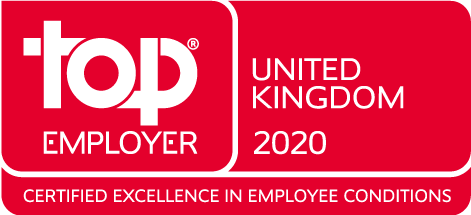 top®
EMPLOYER
UNITED
KINGDOM
2020
CERTIFIED EXCELLENCE IN EMPLOYEE CONDITIONS